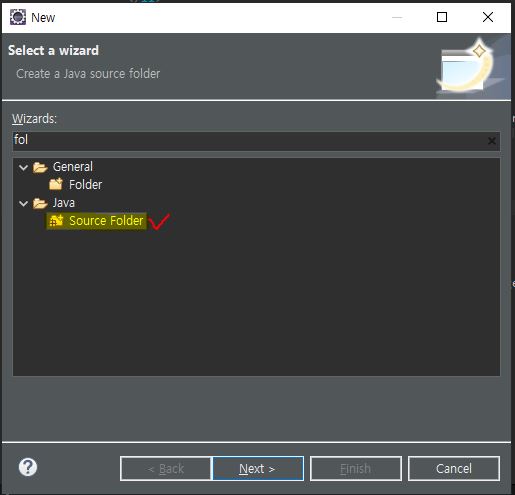 New
Select a wizard
Create a Java source folder
Wizards:
fol
General
Folder
Java
Source Folder
< Back
Next >
Finish
Cancel